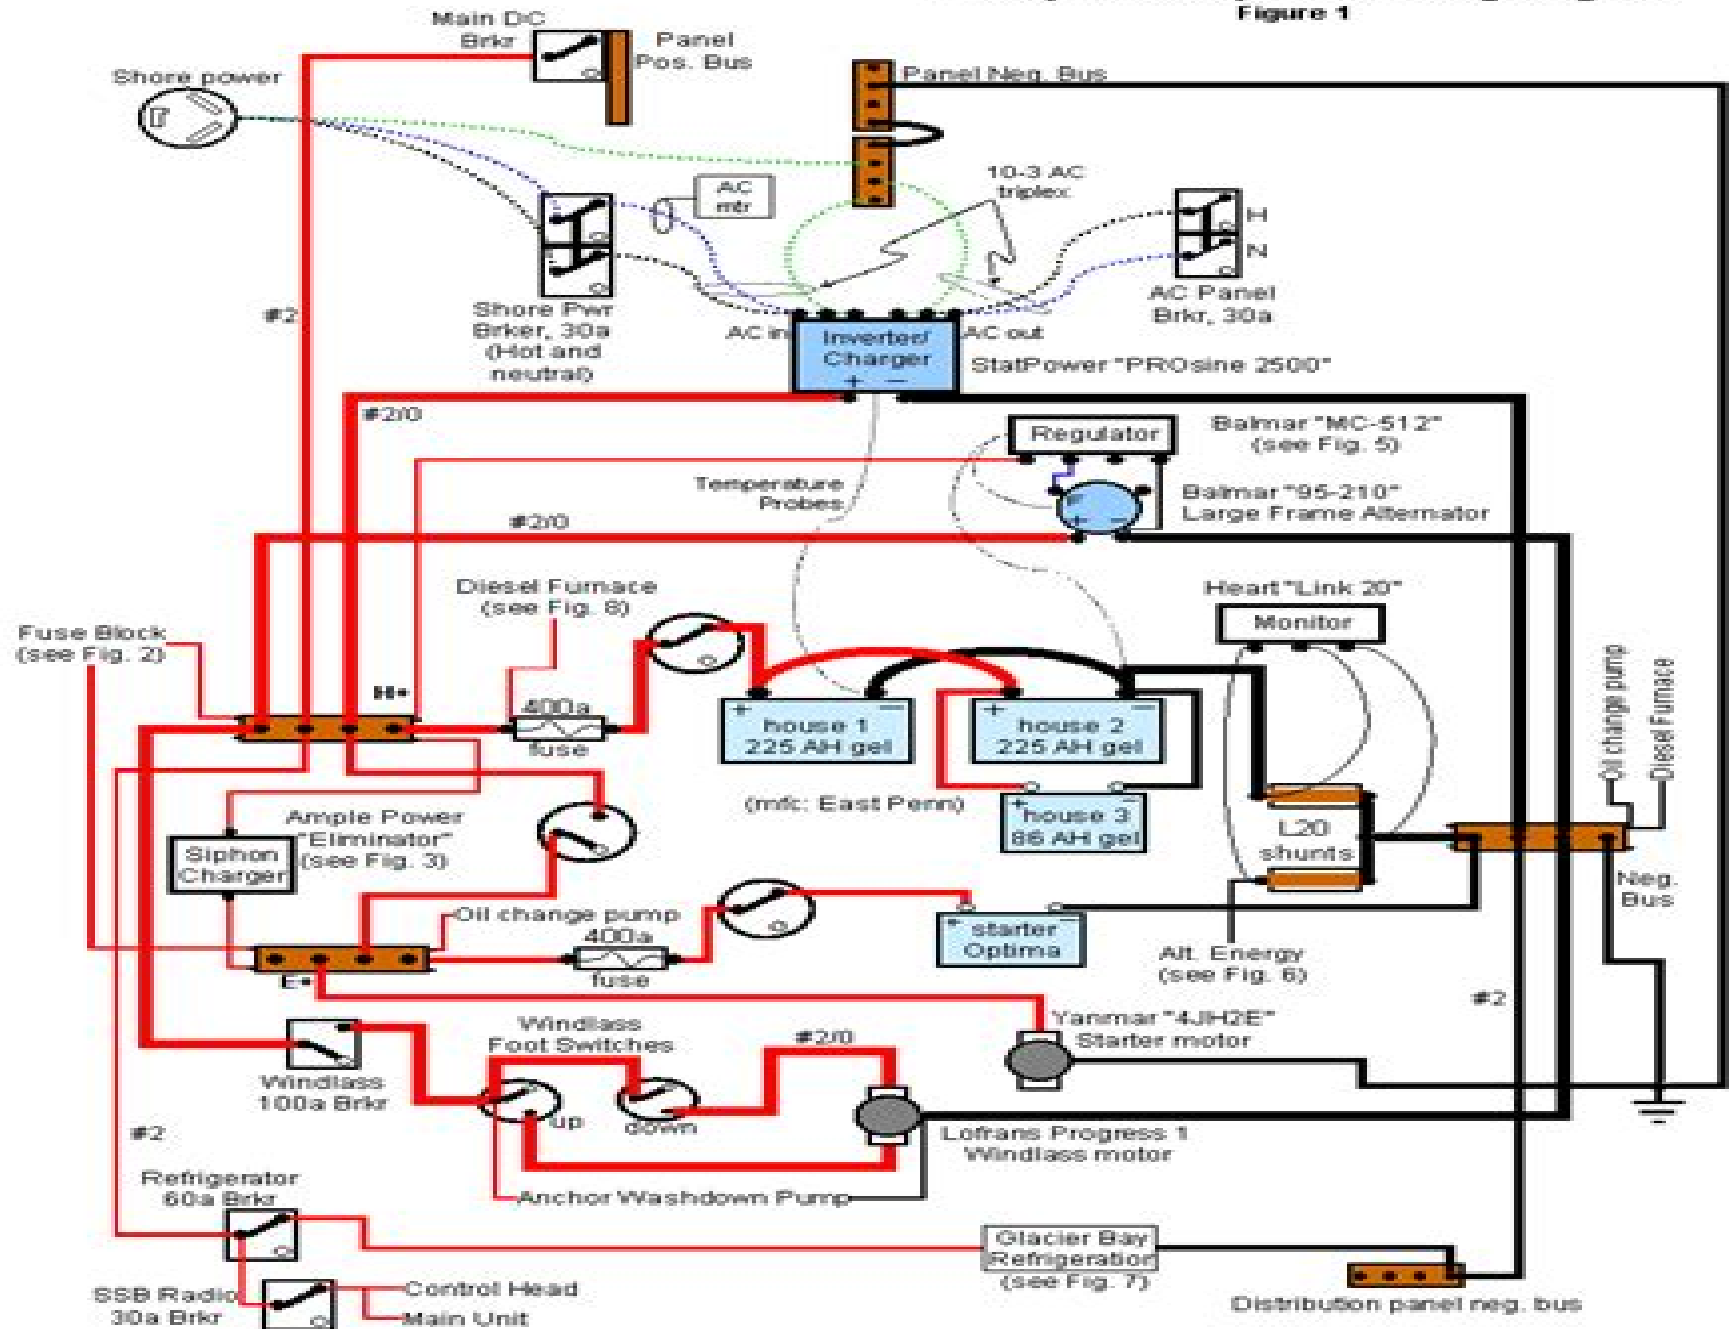 Figure 1
Main DC
Brkr
Panel
Pos. Bus
Shore power
Panel Neg. Bus
AC
mtr
10-3 AC
triplex
H
N
AC Panel
Brkr, 30a
#2
Shore Pwr
Brker, 30a
(Hot and
neutral)
AC in
AC out
Inverter/
Charger
+ −
StatPower "PROsine 2500"
#2/0
Regulator
Balmar "MC-512"
(see Fig. 5)
Temperature
Probes
Balmar "95-210"
Large Frame Alternator
+ −
#2/0
Diesel Furnace
(see Fig. 8)
Heart "Link 20"
Monitor
Fuse Block
(see Fig. 2)
H+
400a
fuse
+ −
house 1
225 AH gel
+ −
house 2
225 AH gel
Oil change pump
Diesel Furnace
(mfc: East Penn)
+ −
house 3
86 AH gel
L20
shunts
Ample Power
"Eliminator"
(see Fig. 3)
Siphon
Charger
Neg.
Bus
Oil change pump
400a
fuse
+ −
starter
Optima
Alt. Energy
(see Fig. 6)
E+
#2
Windlass
Foot Switches
#2/0
Yanmar "4JH2E"
Starter motor
Windlass
100a Brkr
up
down
Lofrans Progress 1
Windlass motor
#2
Anchor Washdown Pump
Refrigerator
60a Brkr
Glacier Bay
Refrigeration
(see Fig. 7)
SSB Radio
30a Brkr
Control Head
Main Unit
Distribution panel neg. bus